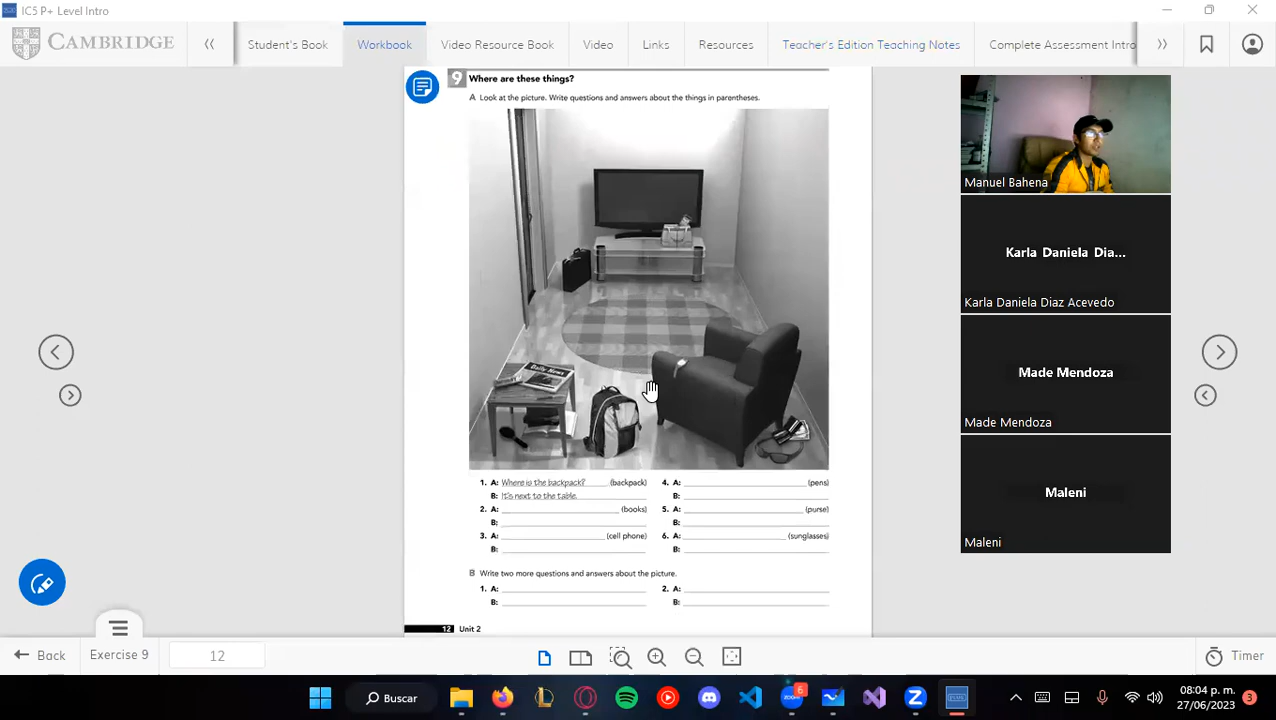 IC5 P+ Level Intro
CAMBRIDGE
Student's Book
Workbook
Video Resource Book
Video
Links
Resources
Teacher's Edition Teaching Notes
Complete Assessment Intro
9 Where are these things?
A Look at the picture. Write questions and answers about the things in parentheses.
Daily News
1. A: Where is the backpack? (backpack)
B: It's next to the table.
2. A: (books)
B:
3. A: (cell phone)
B:
4. A: (pens)
B:
5. A: (purse)
B:
6. A: (sunglasses)
B:
B Write two more questions and answers about the picture.
1. A:
B:
2. A:
B:
12 Unit 2
Manuel Bahena
Karla Daniela Dia...
Karla Daniela Diaz Acevedo
Made Mendoza
Made Mendoza
Maleni
Maleni
Back
Exercise 9
12
Timer
Buscar
zoom
6
08:04 p. m.
27/06/2023
3